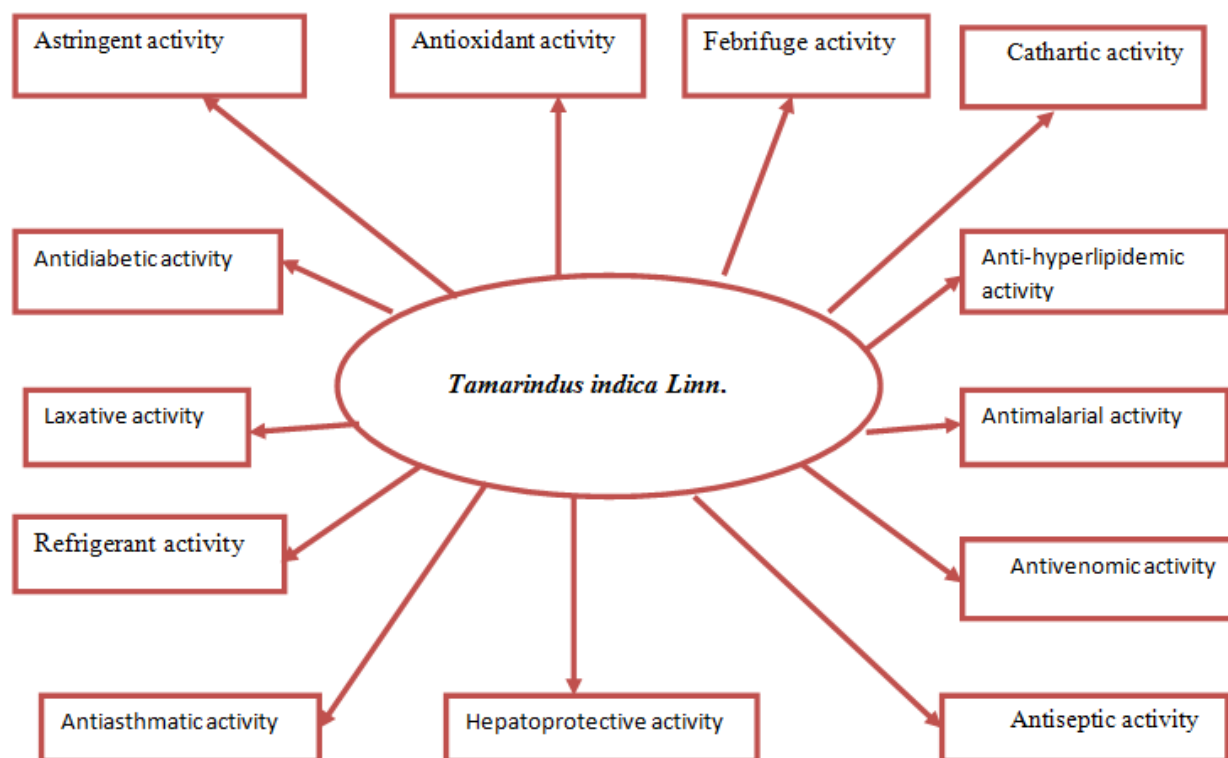 Astringent activity
Antioxidant activity
Febrifuge activity
Cathartic activity
Antidiabetic activity
Anti-hyperlipidemic
activity
Tamarindus indica Linn.
Laxative activity
Antimalarial activity
Refrigerant activity
Antivenomic activity
Antiasthmatic activity
Hepatoprotective activity
Antiseptic activity